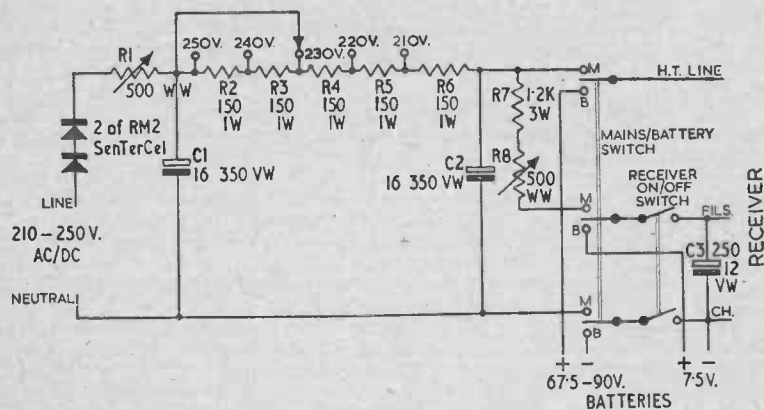 R1
500 WW
250V.
240V.
230V.
220V.
210V.
R2
150
1W
R3
150
1W
R4
150
1W
R5
150
1W
R6
150
1W
R7
1·2K
3W
M
B
H.T. LINE
MAINS/BATTERY
SWITCH
2 of RM2
SenTerCel
C1
16 350 VW
C2
16 350 VW
R8
500
WW
RECEIVER
ON/OFF
SWITCH
LINE
210–250V.
AC/DC
NEUTRAL
M
B
FILS.
C3 250
12
VW
RECEIVER
M
B
CH.
+ −
67·5–90V.
+ −
7·5V.
BATTERIES